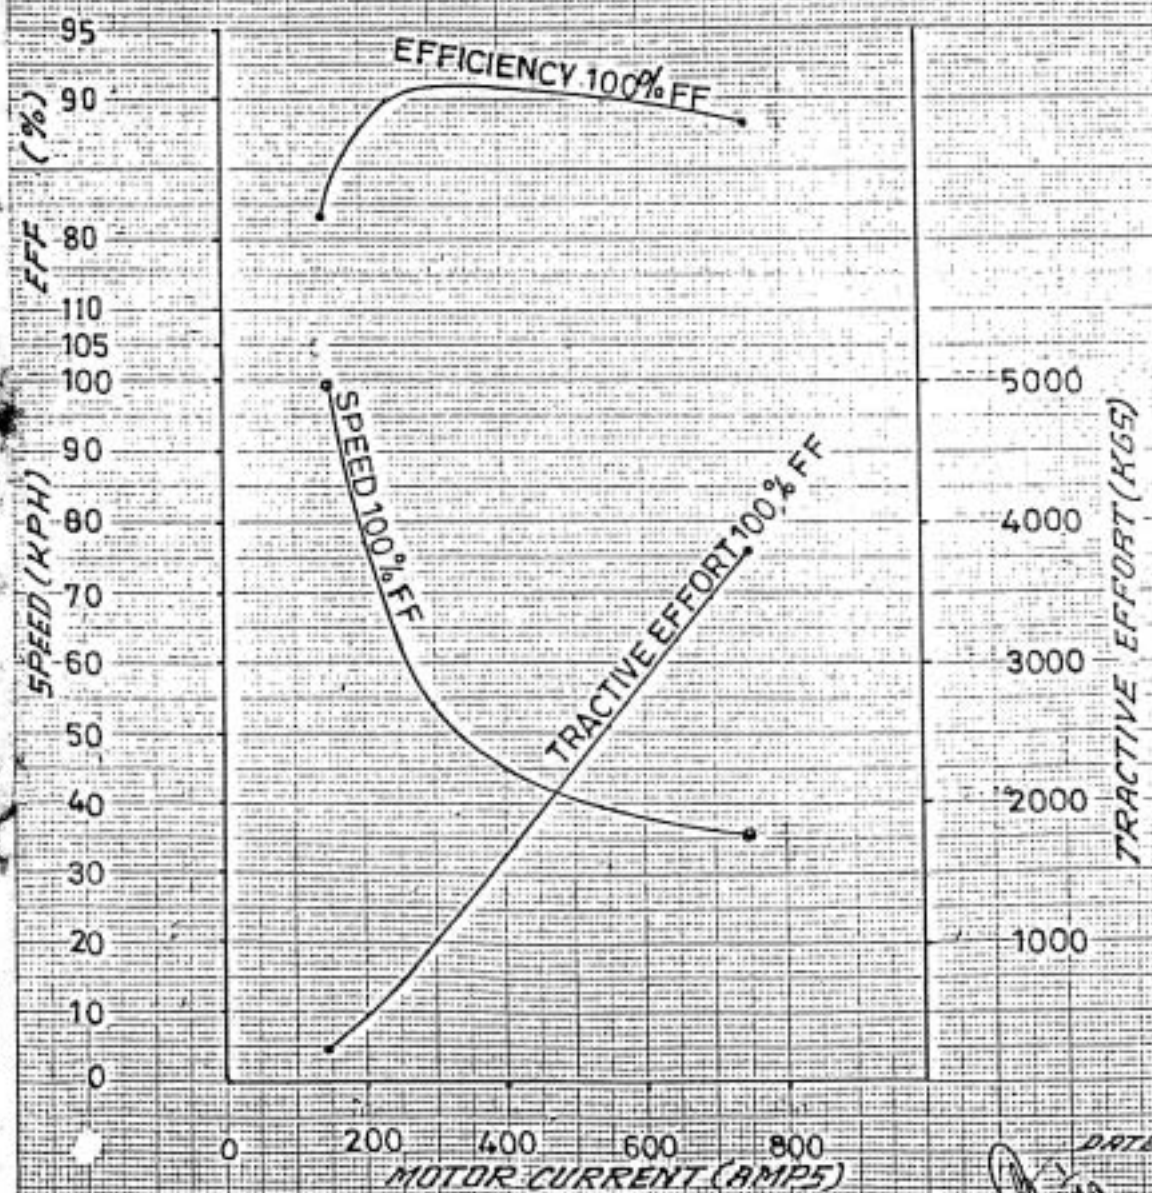 95
90
80
EFF (%)
EFFICIENCY 100% FF
110
105
100
90
80
70
60
50
40
30
20
10
0
SPEED (KPH)
SPEED 100% FF
TRACTIVE EFFORT 100% FF
5000
4000
3000
2000
1000
TRACTIVE EFFORT (KGS)
0 200 400 600 800
MOTOR CURRENT (AMPS)
DATE